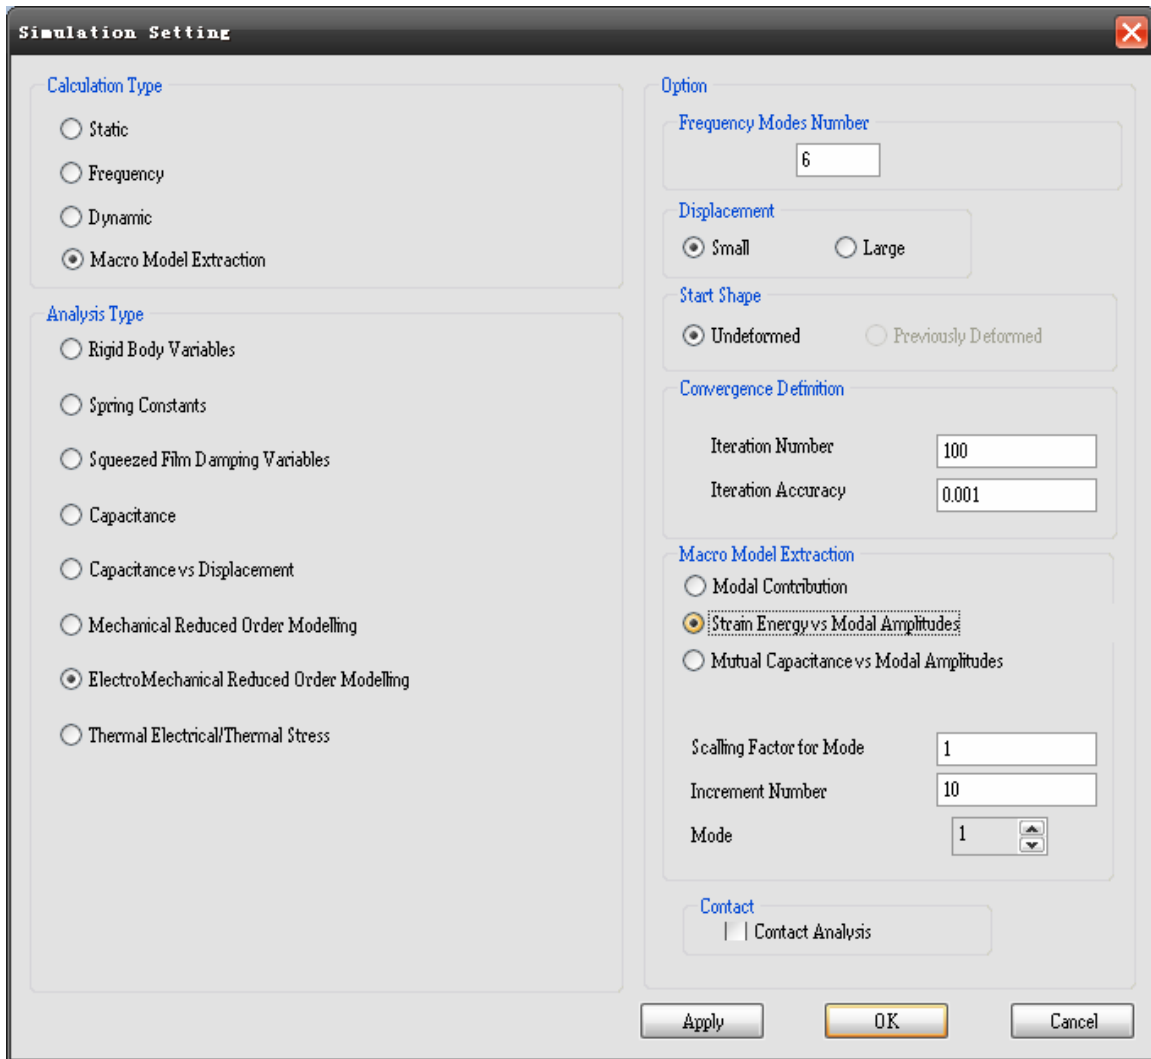 Simulation Setting
Calculation Type
Static
Frequency
Dynamic
Macro Model Extraction
Analysis Type
Rigid Body Variables
Spring Constants
Squeezed Film Damping Variables
Capacitance
Capacitance vs Displacement
Mechanical Reduced Order Modelling
ElectroMechanical Reduced Order Modelling
Thermal Electrical/Thermal Stress
Option
Frequency Modes Number
6
Displacement
Small Large
Start Shape
Undeformed Previously Deformed
Convergence Definition
Iteration Number 100
Iteration Accuracy 0.001
Macro Model Extraction
Modal Contribution
Strain Energy vs Modal Amplitudes
Mutual Capacitance vs Modal Amplitudes
Scalling Factor for Mode 1
Increment Number 10
Mode 1
Contact
Contact Analysis
Apply OK Cancel